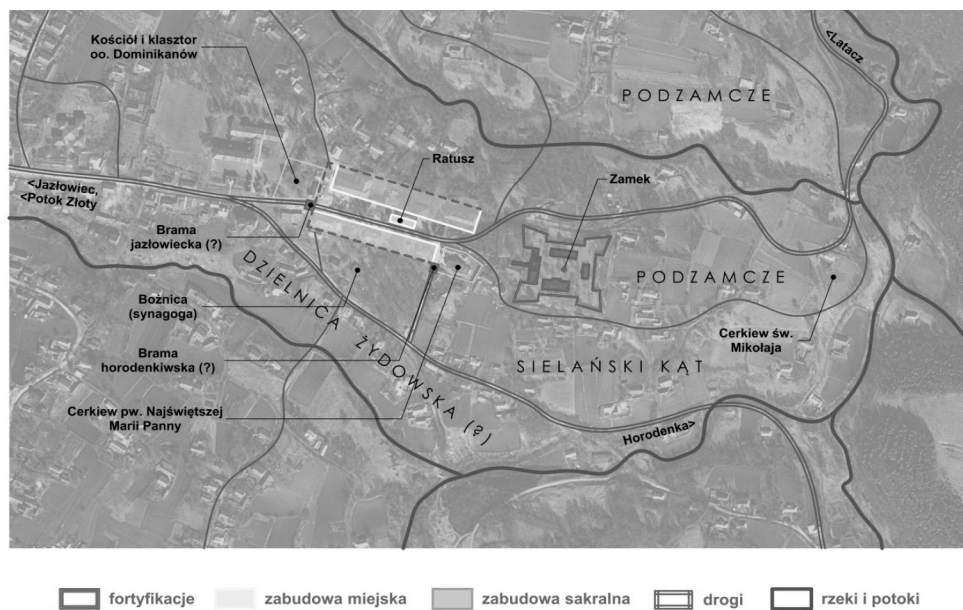 Kościół i klasztor
oo. Dominikanów
<Latacz
PODZAMCZE
Ratusz
Zamek
<Jazłowiec,
<Potok Złoty
Brama
jazłowiecka (?)
DZIELNICA ŻYDOWSKA (?)
PODZAMCZE
Bożnica
(synagoga)
Cerkiew św.
Mikołaja
Brama
horodenkiwska (?)
SIELAŃSKI KĄT
Cerkiew pw. Najświętszej
Marii Panny
Horodenka>
fortyfikacje
zabudowa miejska
zabudowa sakralna
drogi
rzeki i potoki